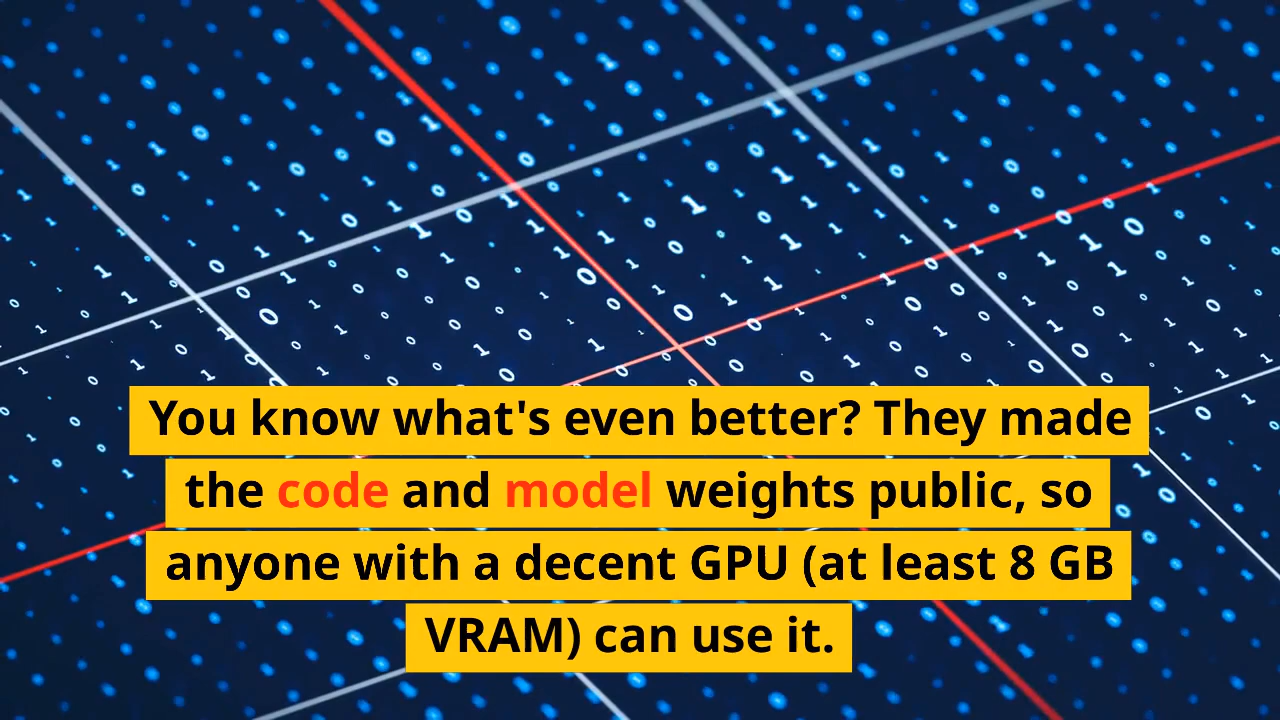 You know what's even better? They made
the code and model weights public, so
anyone with a decent GPU (at least 8 GB
VRAM) can use it.